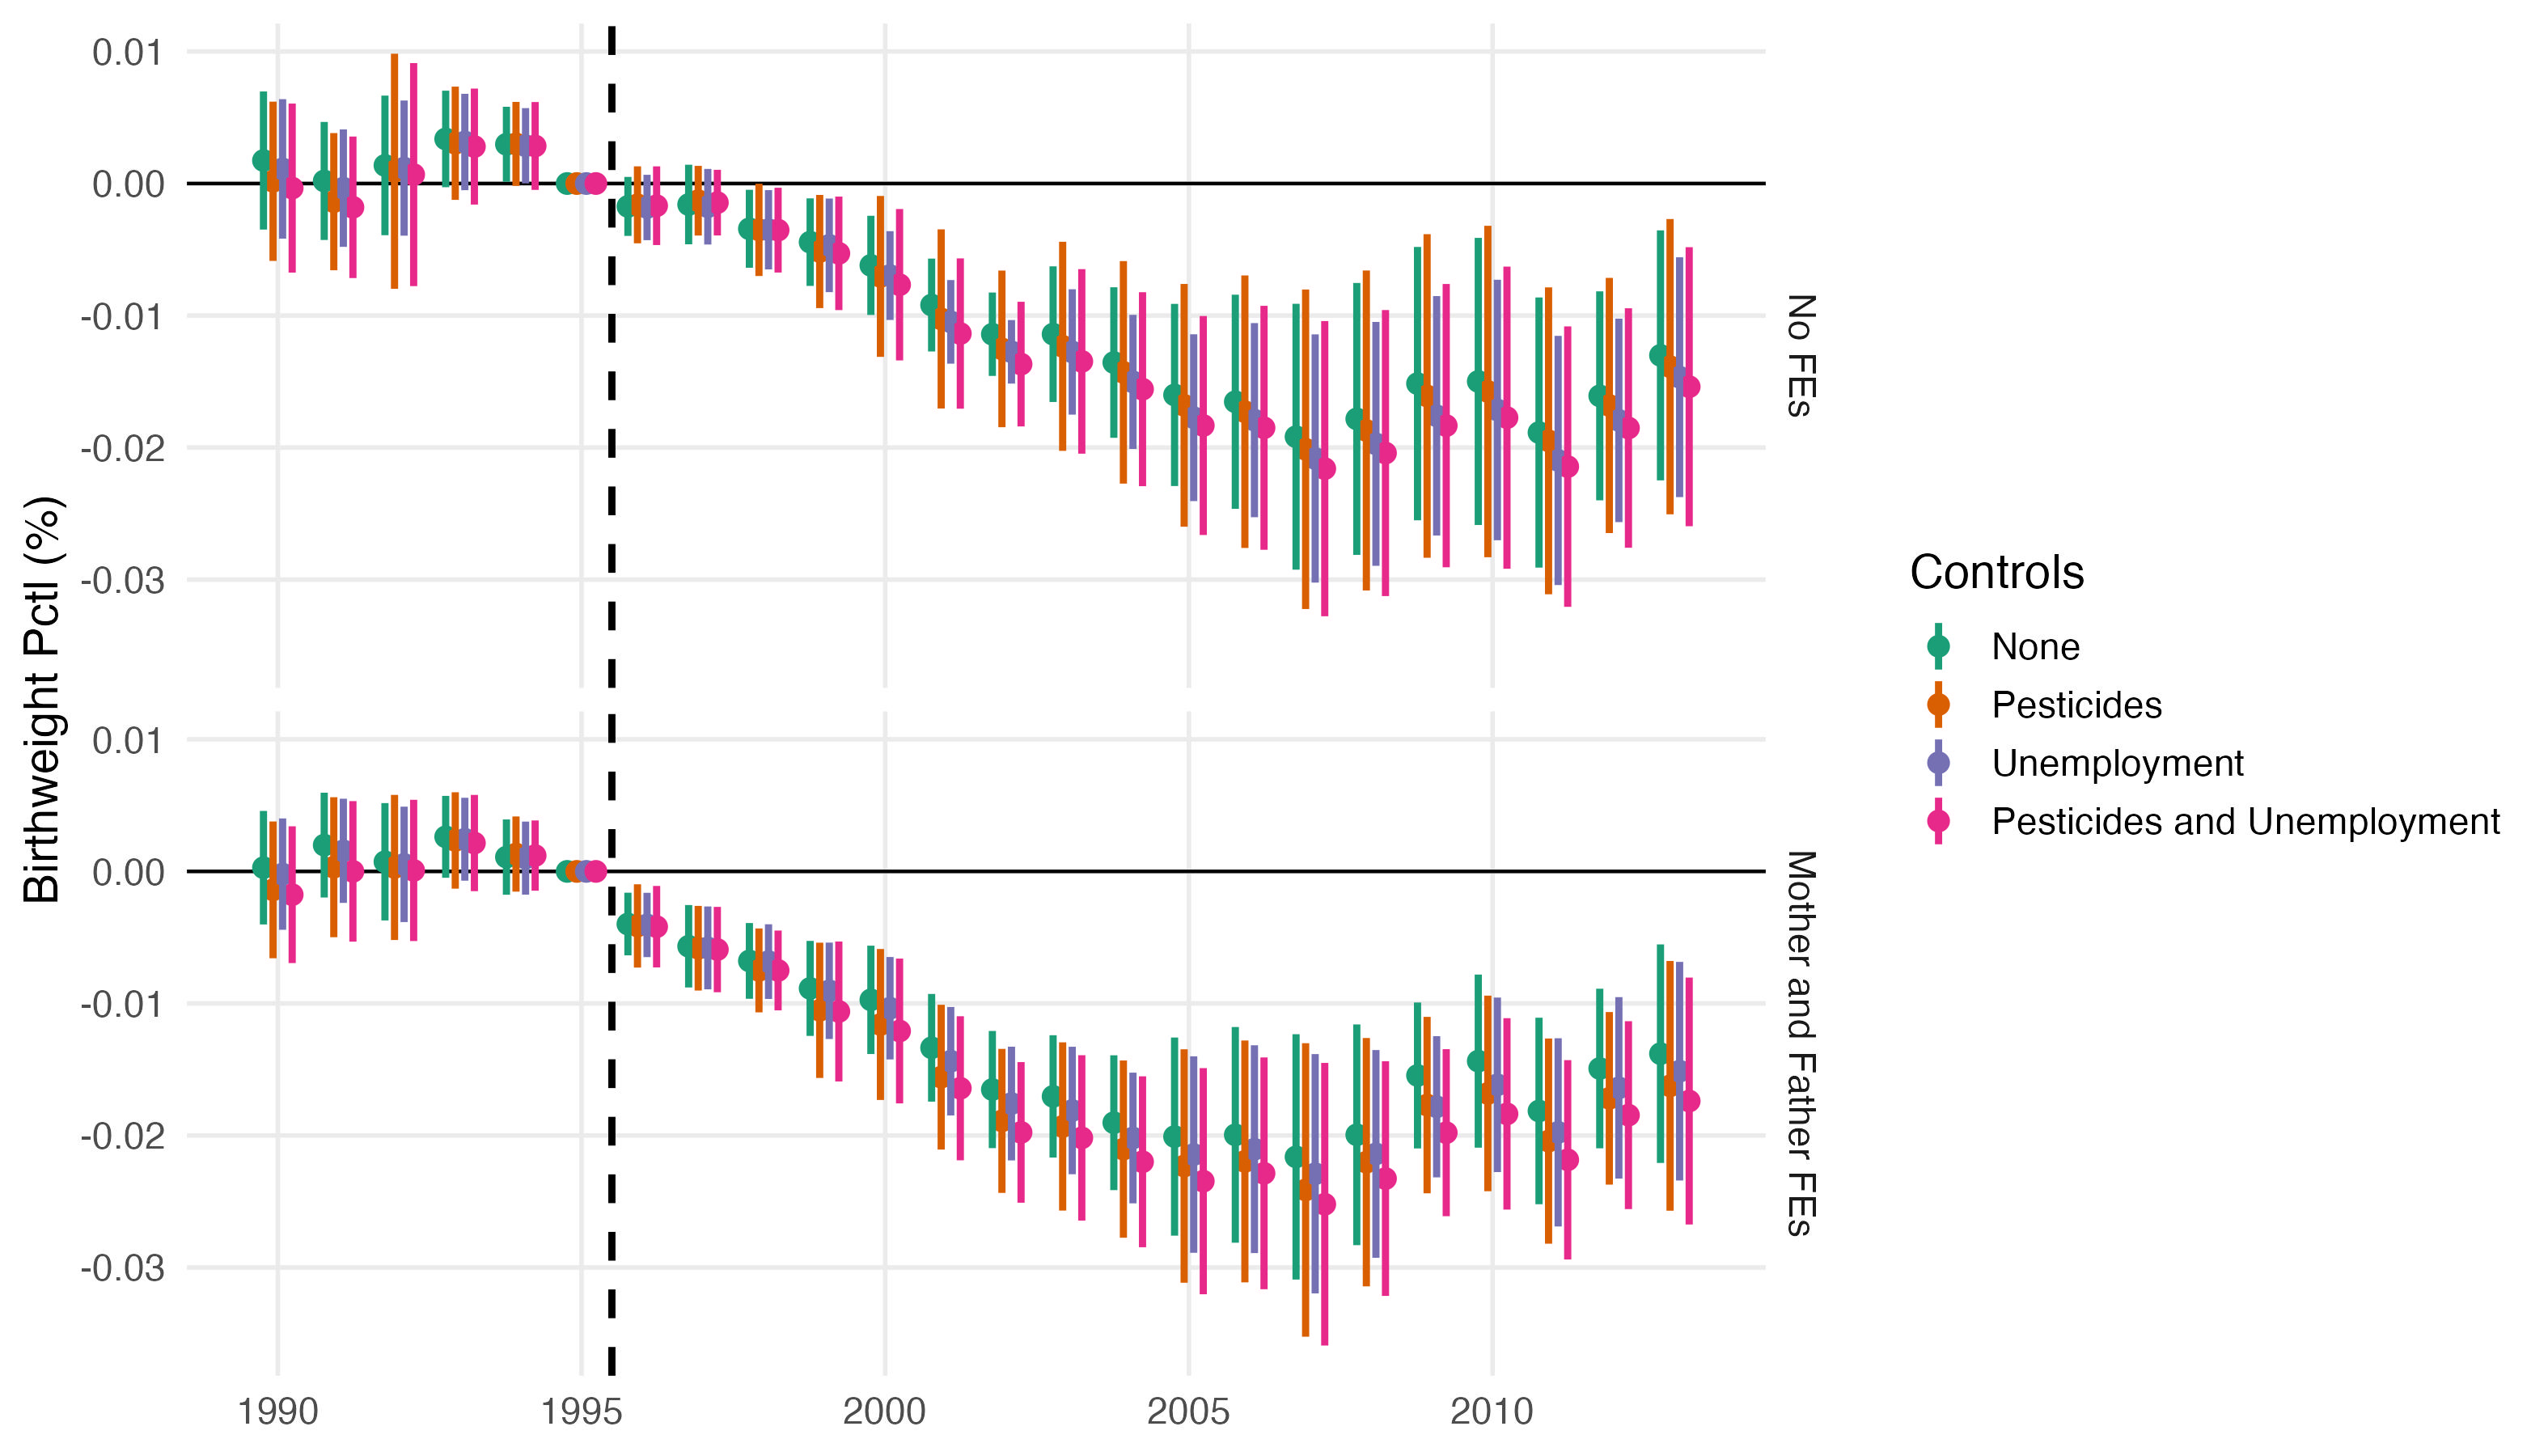 Birthweight Pctl (%)
0.01
0.00
-0.01
-0.02
-0.03
No FEs
0.01
0.00
-0.01
-0.02
-0.03
Mother and Father FEs
1990
1995
2000
2005
2010
Controls
None
Pesticides
Unemployment
Pesticides and Unemployment